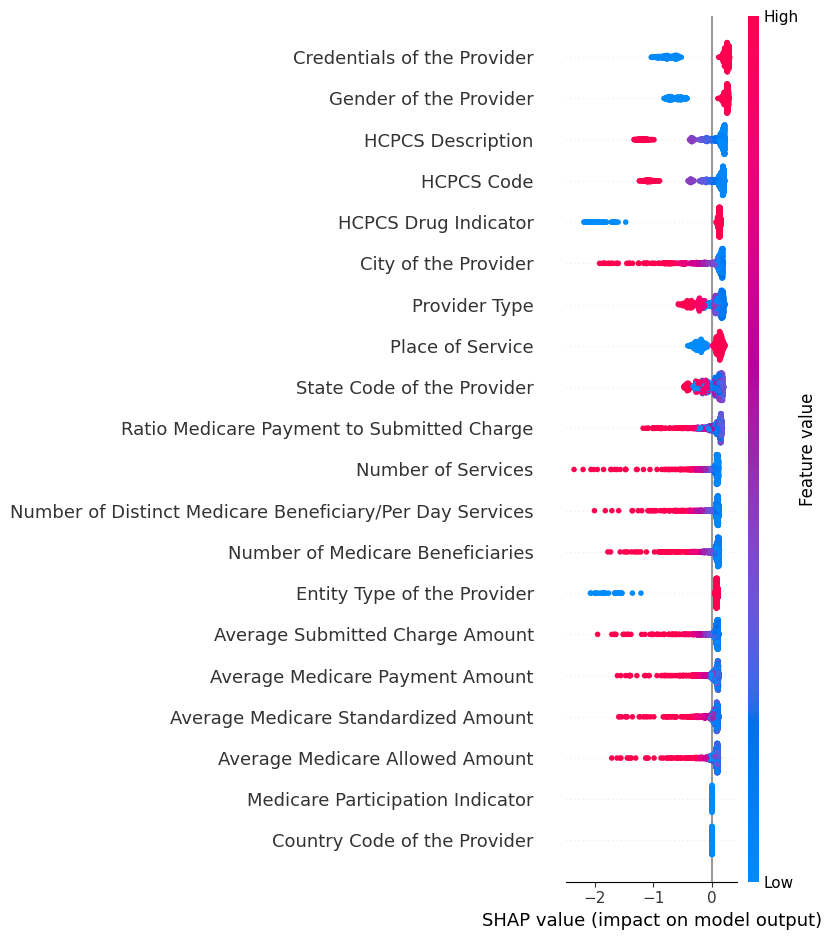 High
Credentials of the Provider
Gender of the Provider
HCPCS Description
HCPCS Code
HCPCS Drug Indicator
City of the Provider
Provider Type
Place of Service
State Code of the Provider
Ratio Medicare Payment to Submitted Charge
Number of Services
Number of Distinct Medicare Beneficiary/Per Day Services
Number of Medicare Beneficiaries
Entity Type of the Provider
Average Submitted Charge Amount
Average Medicare Payment Amount
Average Medicare Standardized Amount
Average Medicare Allowed Amount
Medicare Participation Indicator
Country Code of the Provider
Feature value
Low
−2 −1 0
SHAP value (impact on model output)